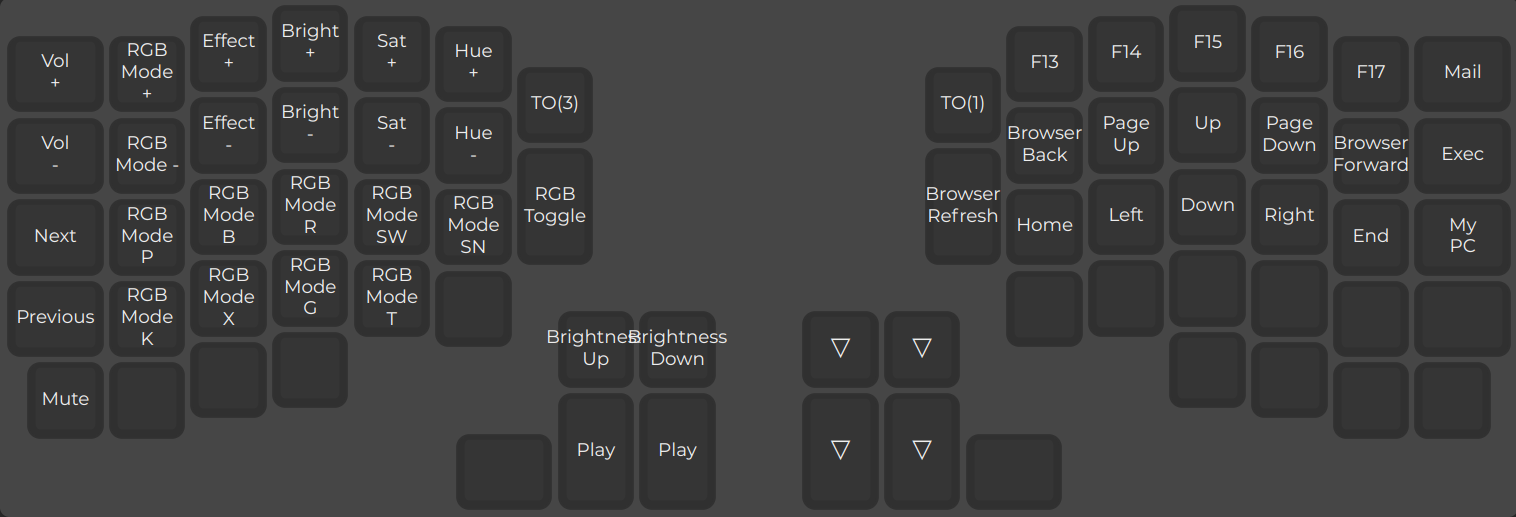 Vol
+
RGB
Mode
+
Effect
+
Bright
+
Sat
+
Hue
+
TO(3)
Vol
-
RGB
Mode -
Effect
-
Bright
-
Sat
-
Hue
-
RGB
Toggle
Next
RGB
Mode
P
RGB
Mode
B
RGB
Mode
R
RGB
Mode
SW
RGB
Mode
SN
Previous
RGB
Mode
K
RGB
Mode
X
RGB
Mode
G
RGB
Mode
T
Mute
Brightness
Up
Brightness
Down
Play
Play
TO(1)
F13
F14
F15
F16
F17
Mail
Browser
Refresh
Browser
Back
Page
Up
Up
Page
Down
Browser
Forward
Exec
Home
Left
Down
Right
End
My
PC
▽
▽
▽
▽